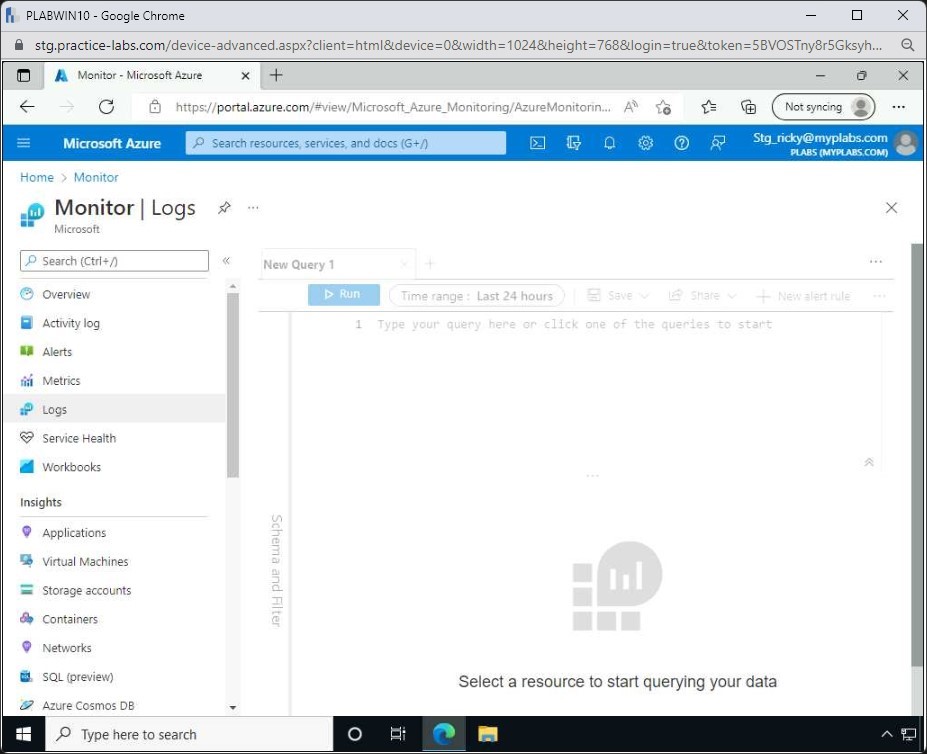 PLABWIN10 - Google Chrome
stg.practice-labs.com/device-advanced.aspx?client=html&device=0&width=1024&height=768&login=true&token=5BVOSTny8r5Gksyh...
Monitor - Microsoft Azure
https://portal.azure.com/#view/Microsoft_Azure_Monitoring/AzureMonitorin...
Not syncing
Microsoft Azure
Search resources, services, and docs (G+/)
Stg_ricky@myplabs.com
PLABS (MYPLABS.COM)
Home > Monitor
Monitor | Logs
Microsoft
Search (Ctrl+/)
Overview
Activity log
Alerts
Metrics
Logs
Service Health
Workbooks
Insights
Applications
Virtual Machines
Storage accounts
Containers
Networks
SQL (preview)
Azure Cosmos DB
New Query 1
Run
Time range : Last 24 hours
Save
Share
New alert rule
1 Type your query here or click one of the queries to start
Schema and Filter
Select a resource to start querying your data
Type here to search